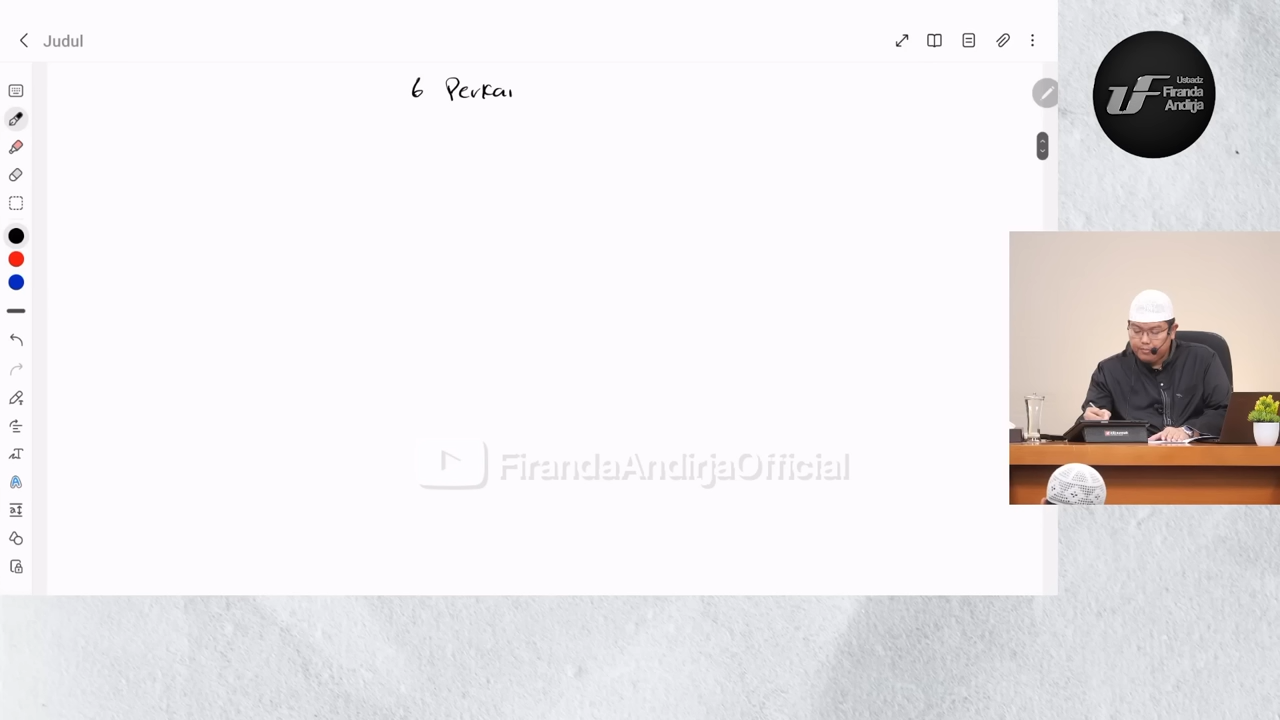 Judul
6 Perkar
Ustadz
Firanda
Andirja
FirandaAndirjaOfficial